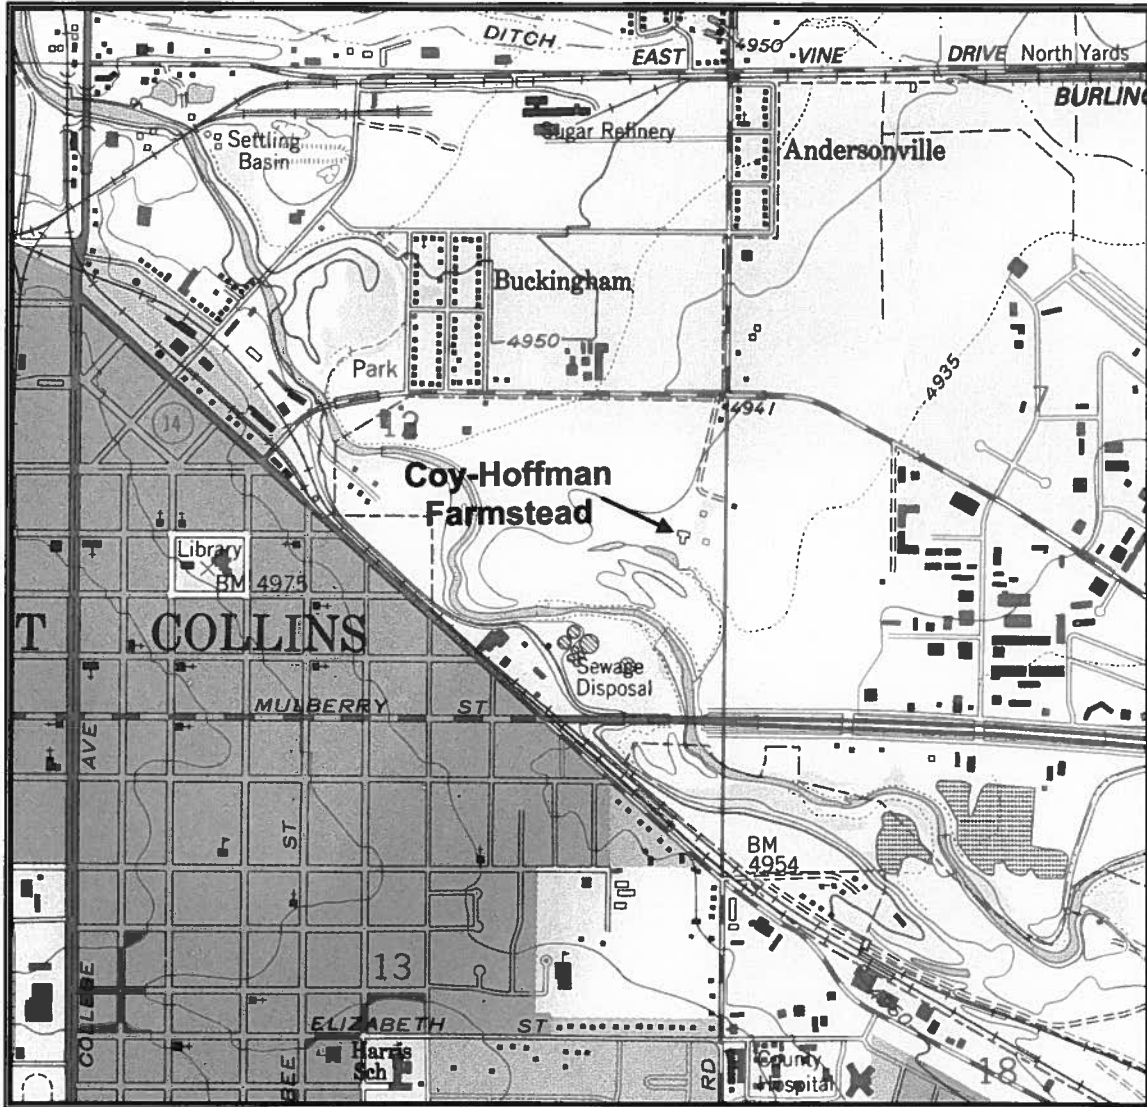 DITCH
4950
EAST
VINE
DRIVE
North Yards
BURLING
Sugar Refinery
Settling
Basin
Andersonville
Buckingham
4950
4935
Park
4941
12
14
Coy-Hoffman
Farmstead
Library
BM 4975
T COLLINS
Sewage
Disposal
MULBERRY ST
AVE
BM
4954
ST
13
COLLEGE
ELIZABETH ST
Harris
Sch
BEE
RD
County
Hospital
18